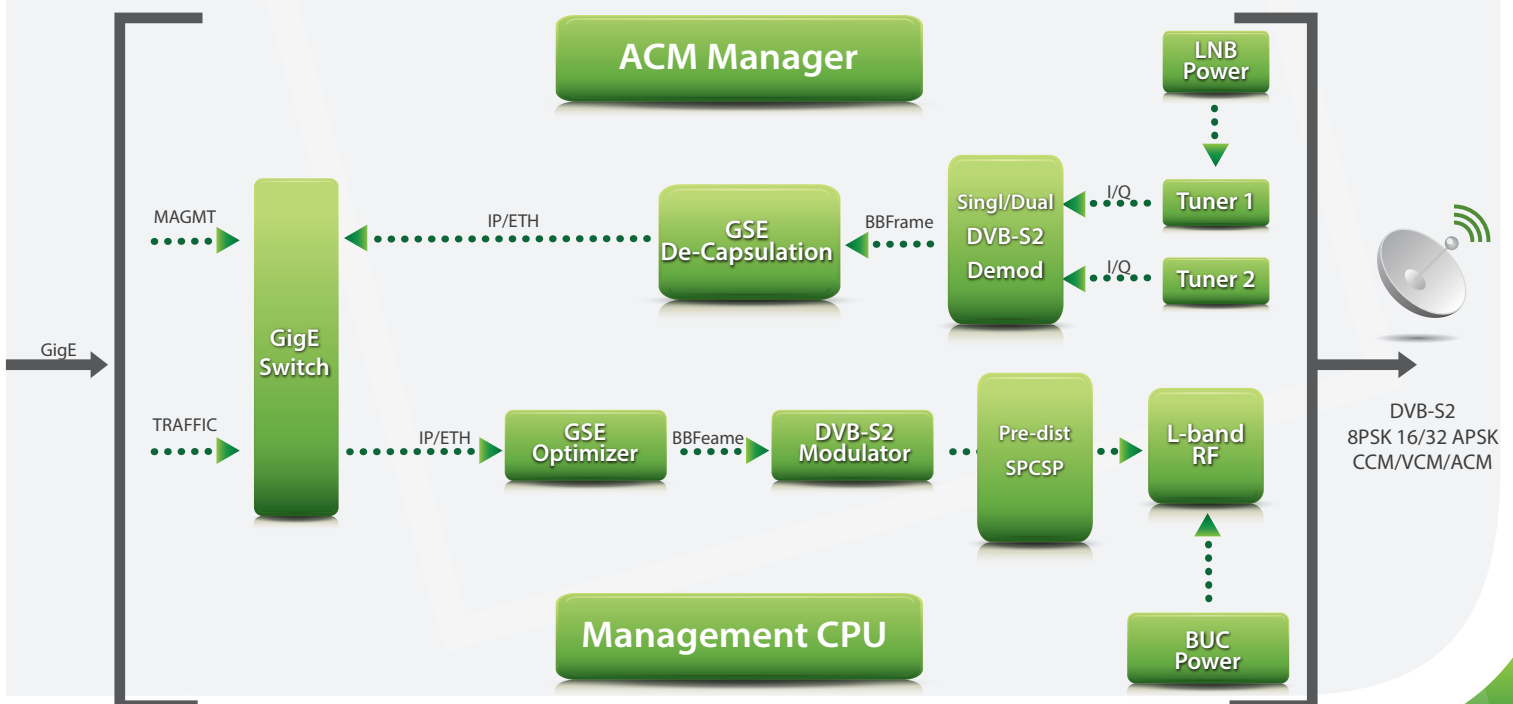 ACM Manager
LNB
Power
MAGMT
IP/ETH
GSE
De-Capsulation
BBFrame
Singl/Dual
DVB-S2
Demod
I/Q
Tuner 1
I/Q
Tuner 2
GigE
GigE
Switch
TRAFFIC
IP/ETH
GSE
Optimizer
BBFeame
DVB-S2
Modulator
Pre-dist
SPCSP
L-band
RF
DVB-S2
8PSK 16/32 APSK
CCM/VCM/ACM
Management CPU
BUC
Power